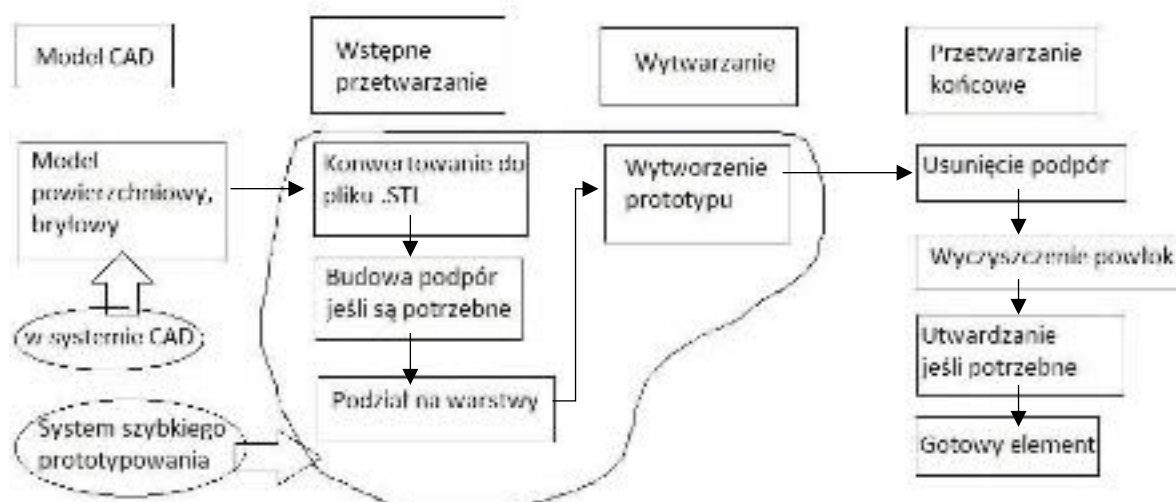 Model CAD
Wstępne
przetwarzanie
Wytwarzanie
Przetwarzanie
końcowe
Model
powierzchniowy,
bryłowy
w systemie CAD
System szybkiego
prototypowania
Konwertowanie do
pliku .STL
Budowa podpór
jeśli są potrzebne
Podział na warstwy
Wytworzenie
prototypu
Usunięcie podpór
Wyczyszczenie powłok
Utwardzanie
jeśli potrzebne
Gotowy element